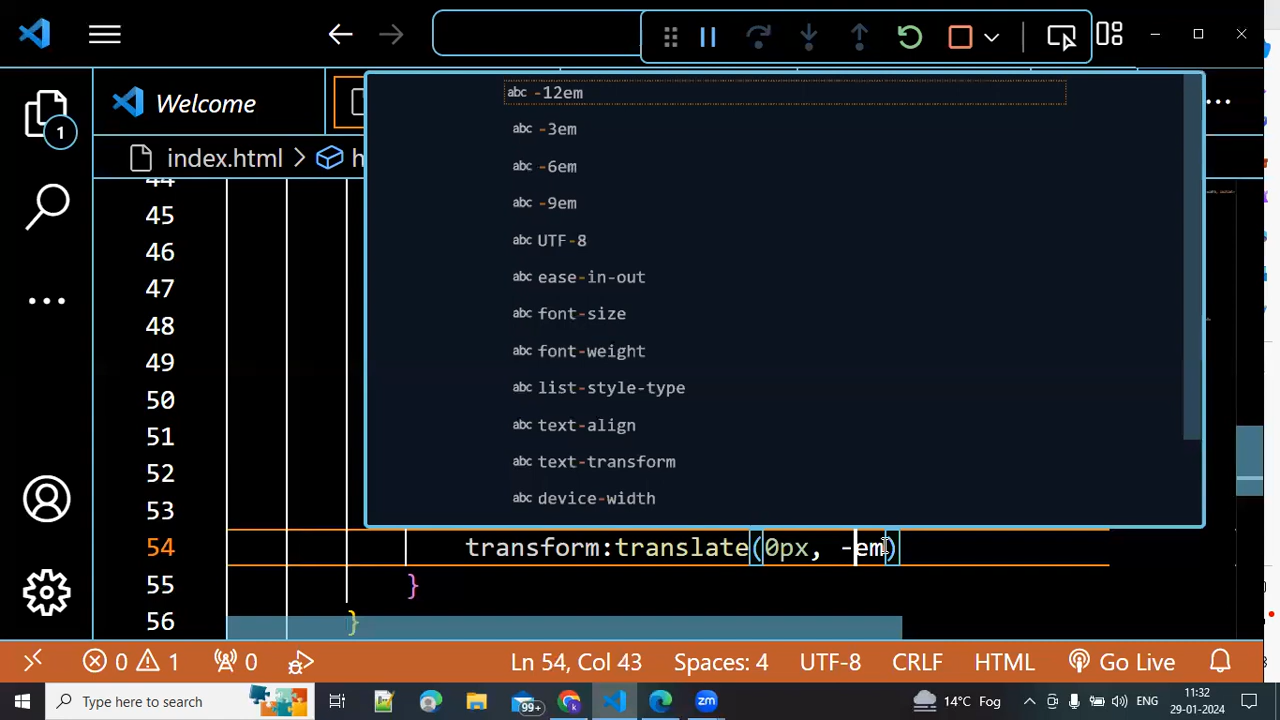 Welcome
1
index.html > h
-12em
-3em
-6em
-9em
UTF-8
ease-in-out
font-size
font-weight
list-style-type
text-align
text-transform
device-width
44
45
46
47
48
49
50
51
52
53
54 transform:translate(0px, -em)
55 }
56 }
0 1 0 Ln 54, Col 43 Spaces: 4 UTF-8 CRLF HTML Go Live
Type here to search 99+ 14°C Fog ENG 11:32 29-01-2024